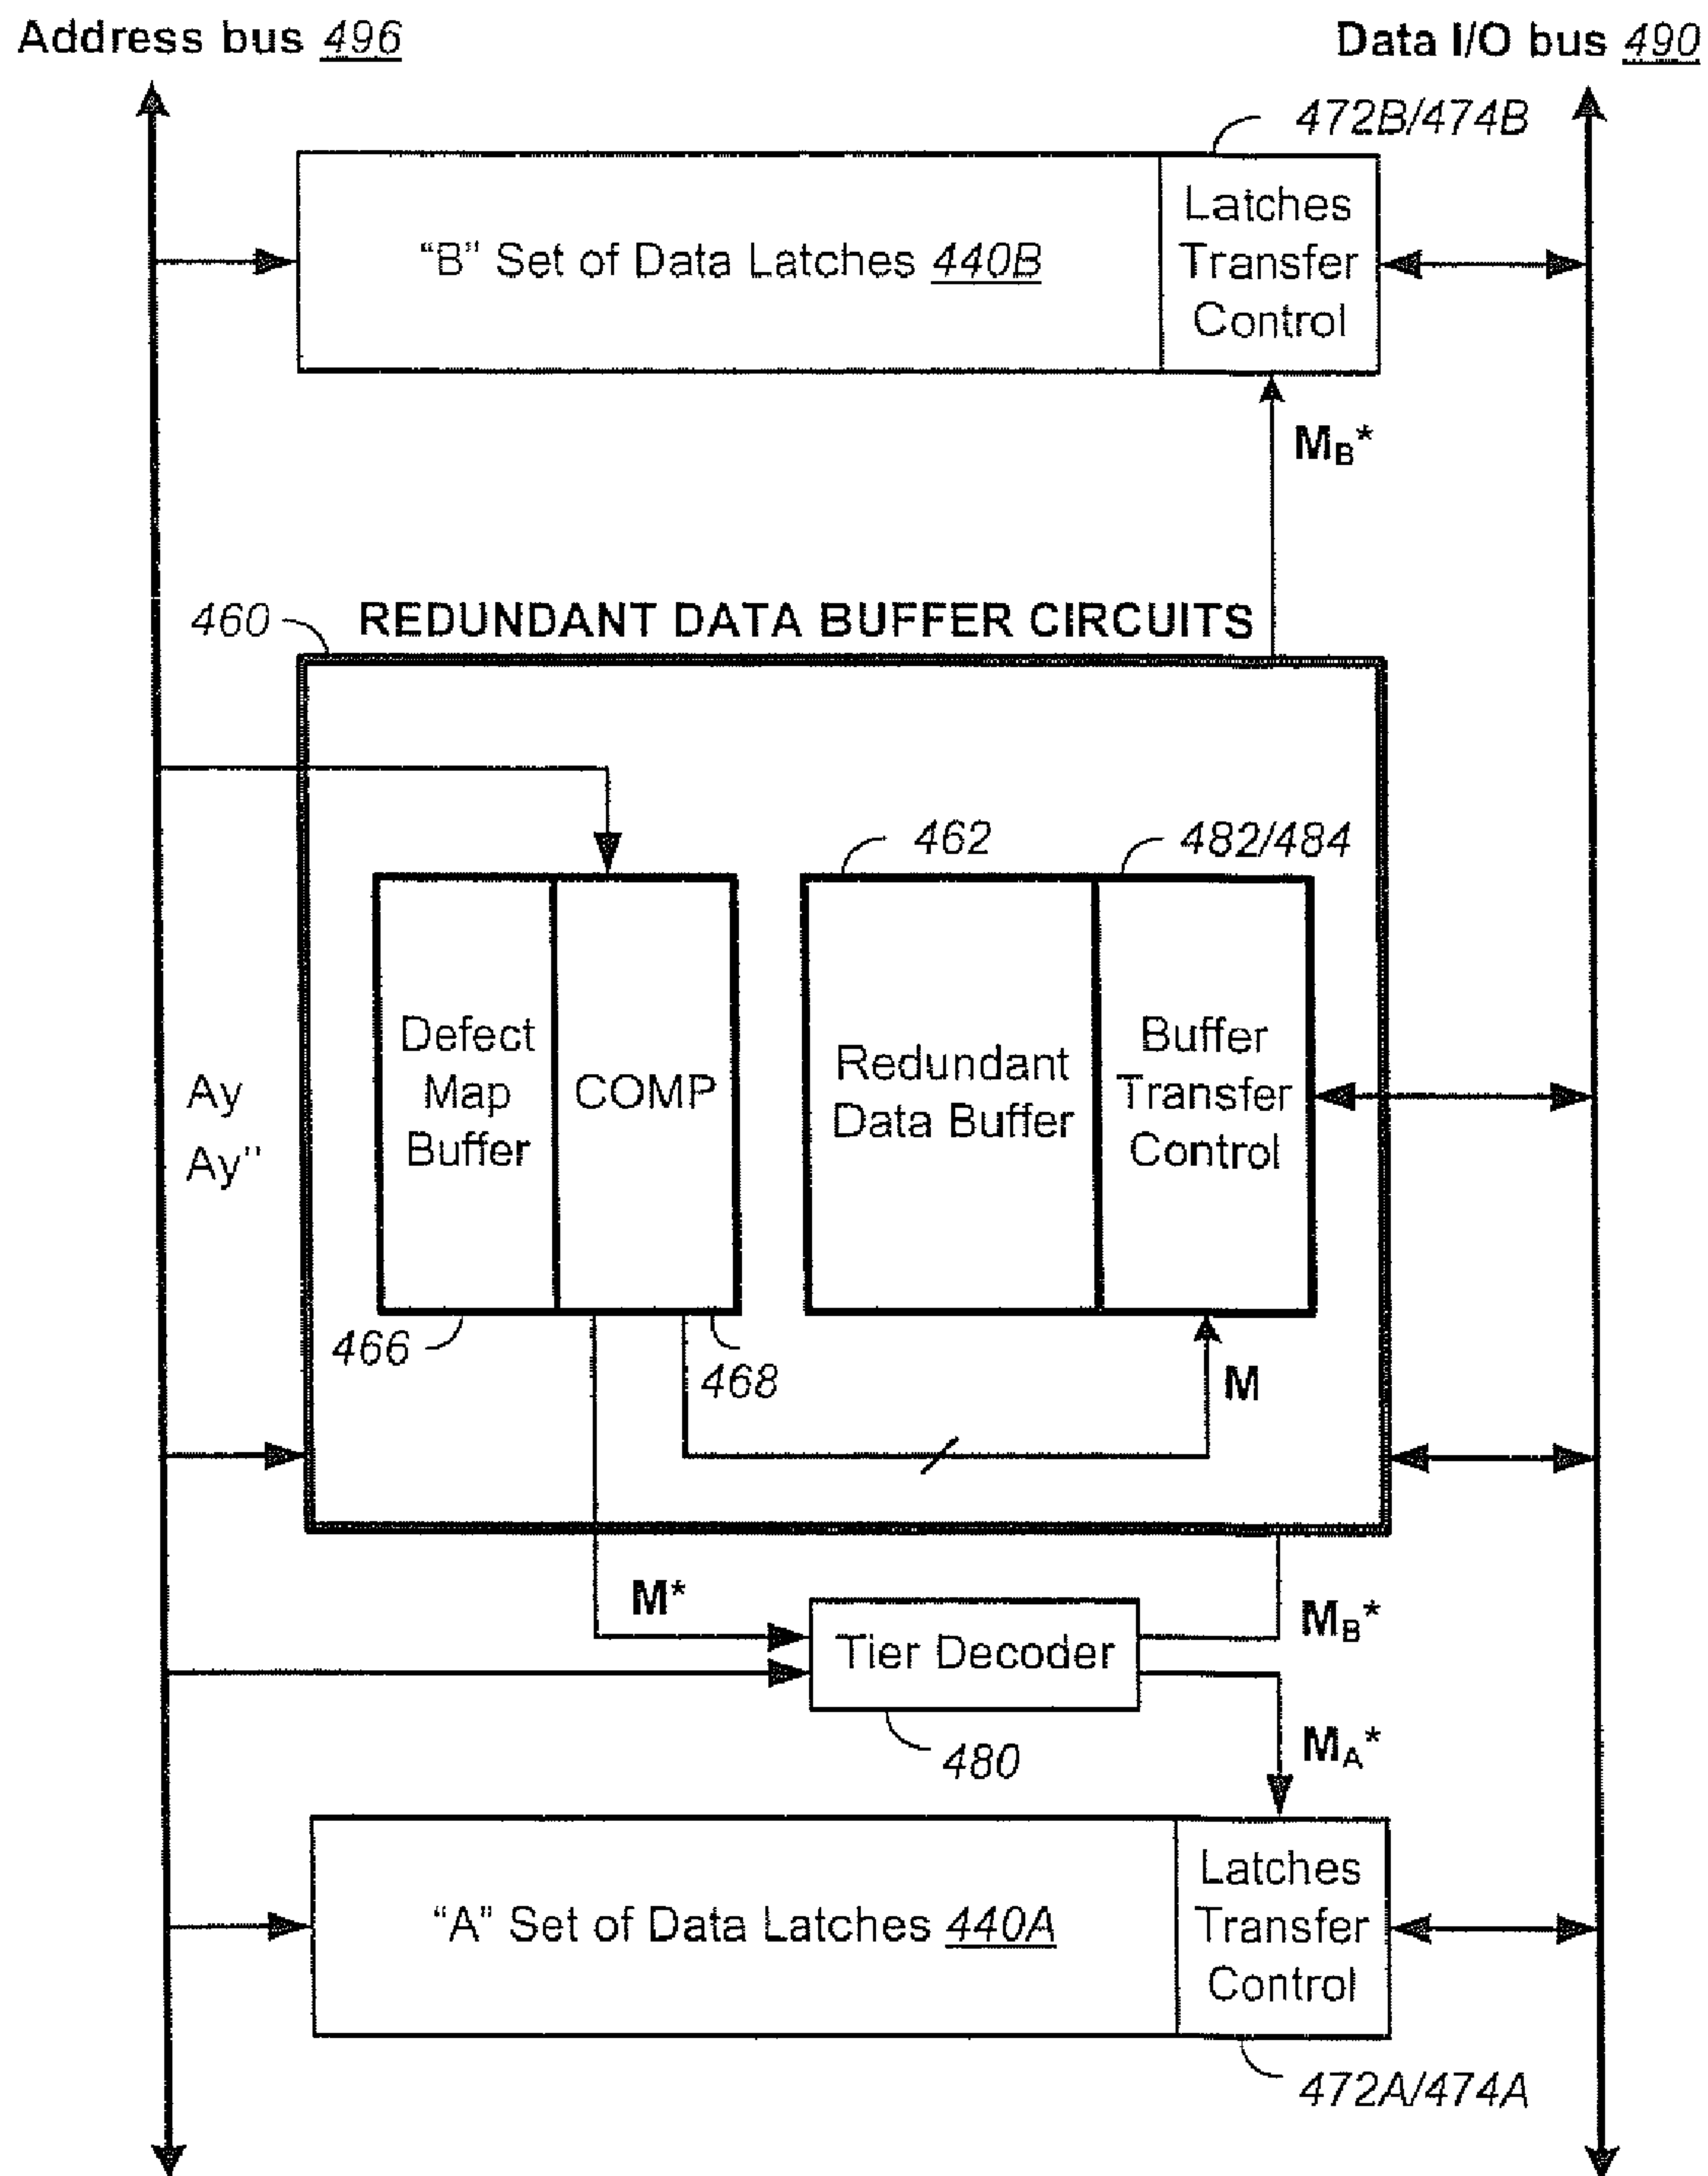 Address bus 496
Data I/O bus 490
472B/474B
"B" Set of Data Latches 440B
Latches
Transfer
Control
MB*
460
REDUNDANT DATA BUFFER CIRCUITS
462
482/484
Ay
Ay"
Defect
Map
Buffer
COMP
Redundant
Data Buffer
Buffer
Transfer
Control
466
468
M
M*
Tier Decoder
MB*
480
MA*
"A" Set of Data Latches 440A
Latches
Transfer
Control
472A/474A